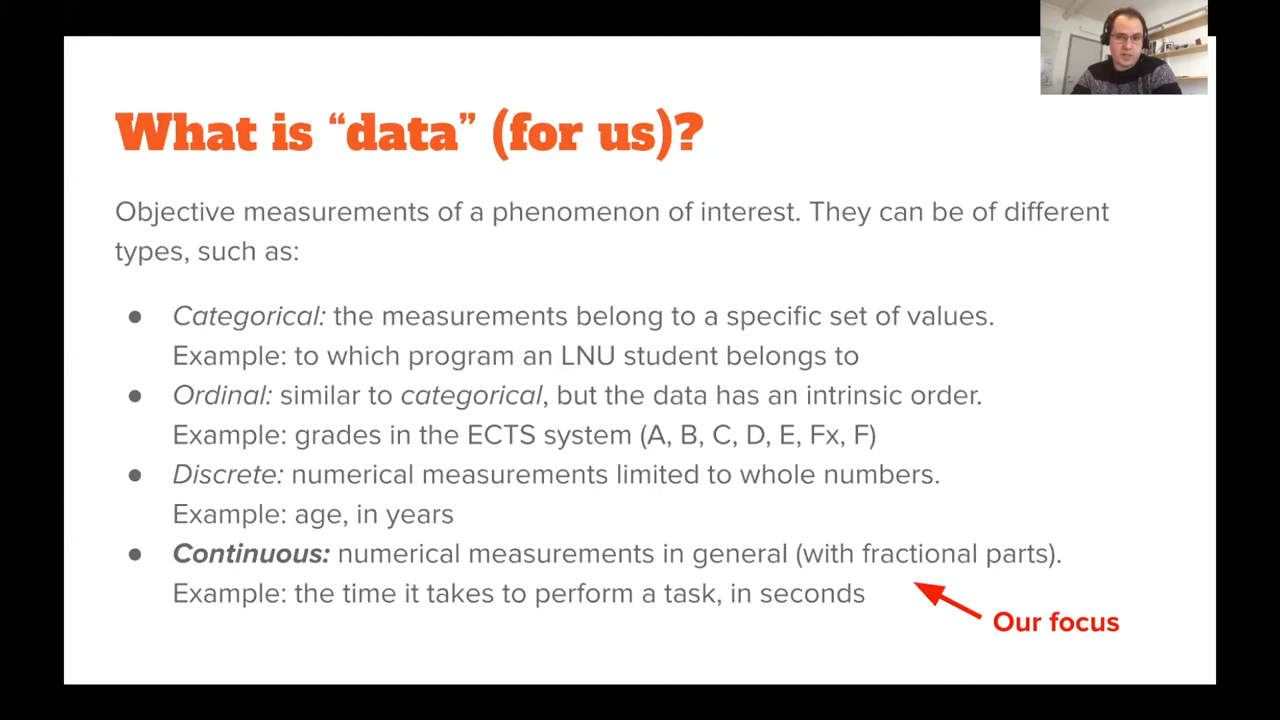 What is “data” (for us)?
Objective measurements of a phenomenon of interest. They can be of different
types, such as:
● Categorical: the measurements belong to a specific set of values.
Example: to which program an LNU student belongs to
● Ordinal: similar to categorical, but the data has an intrinsic order.
Example: grades in the ECTS system (A, B, C, D, E, Fx, F)
● Discrete: numerical measurements limited to whole numbers.
Example: age, in years
● Continuous: numerical measurements in general (with fractional parts).
Example: the time it takes to perform a task, in seconds
Our focus